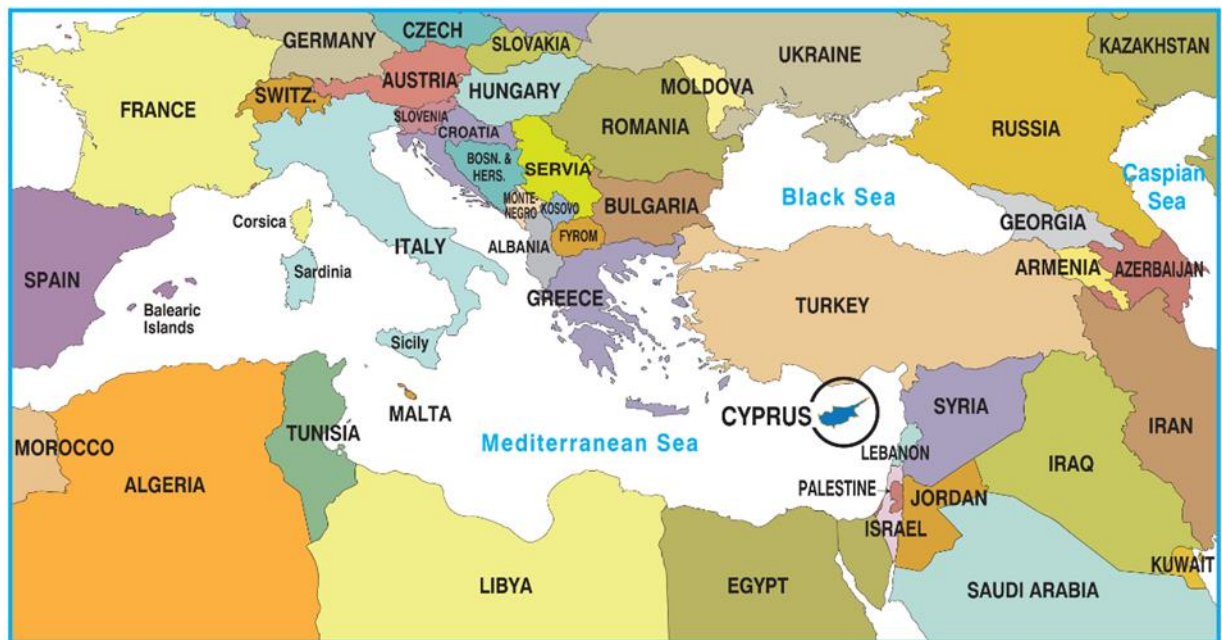 GERMANY
CZECH
SLOVAKIA
UKRAINE
KAZAKHSTAN
FRANCE
SWITZ.
AUSTRIA
HUNGARY
MOLDOVA
SLOVENIA
CROATIA
ROMANIA
RUSSIA
BOSN. &
HERS.
SERVIA
Black Sea
Caspian
Sea
MONTE-
NEGRO
KOSOVO
BULGARIA
Corsica
ITALY
ALBANIA
FYROM
GEORGIA
SPAIN
Sardinia
GREECE
TURKEY
ARMENIA
AZERBAIJAN
Balearic
Islands
Sicily
MALTA
CYPRUS
SYRIA
IRAN
MOROCCO
TUNISÍA
Mediterranean Sea
LEBANON
IRAQ
ALGERIA
PALESTINE
JORDAN
ISRAEL
KUWAIT
LIBYA
EGYPT
SAUDI ARABIA